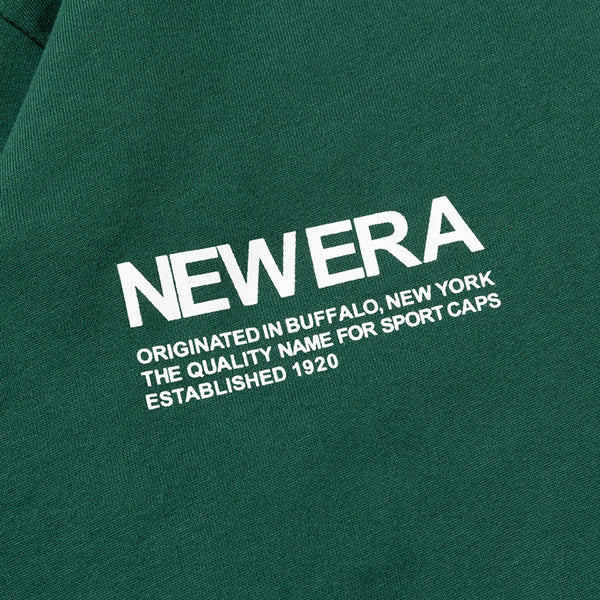 NEW ERA
ORIGINATED IN BUFFALO, NEW YORK
THE QUALITY NAME FOR SPORT CAPS
ESTABLISHED 1920